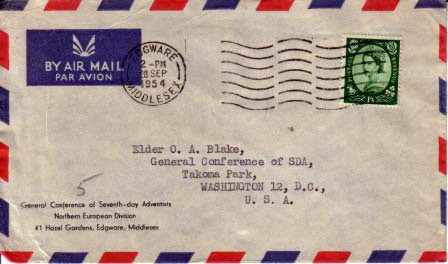 BY AIR MAIL
PAR AVION
EDGWARE
2 - PM
28 SEP
1954
MIDDLESEX
Elder O. A. Blake,
General Conference of SDA,
Takoma Park,
WASHINGTON 12, D.C.,
U. S. A.
5
General Conference of Seventh-day Adventists
Northern European Division
41 Hazel Gardens, Edgware, Middlesex